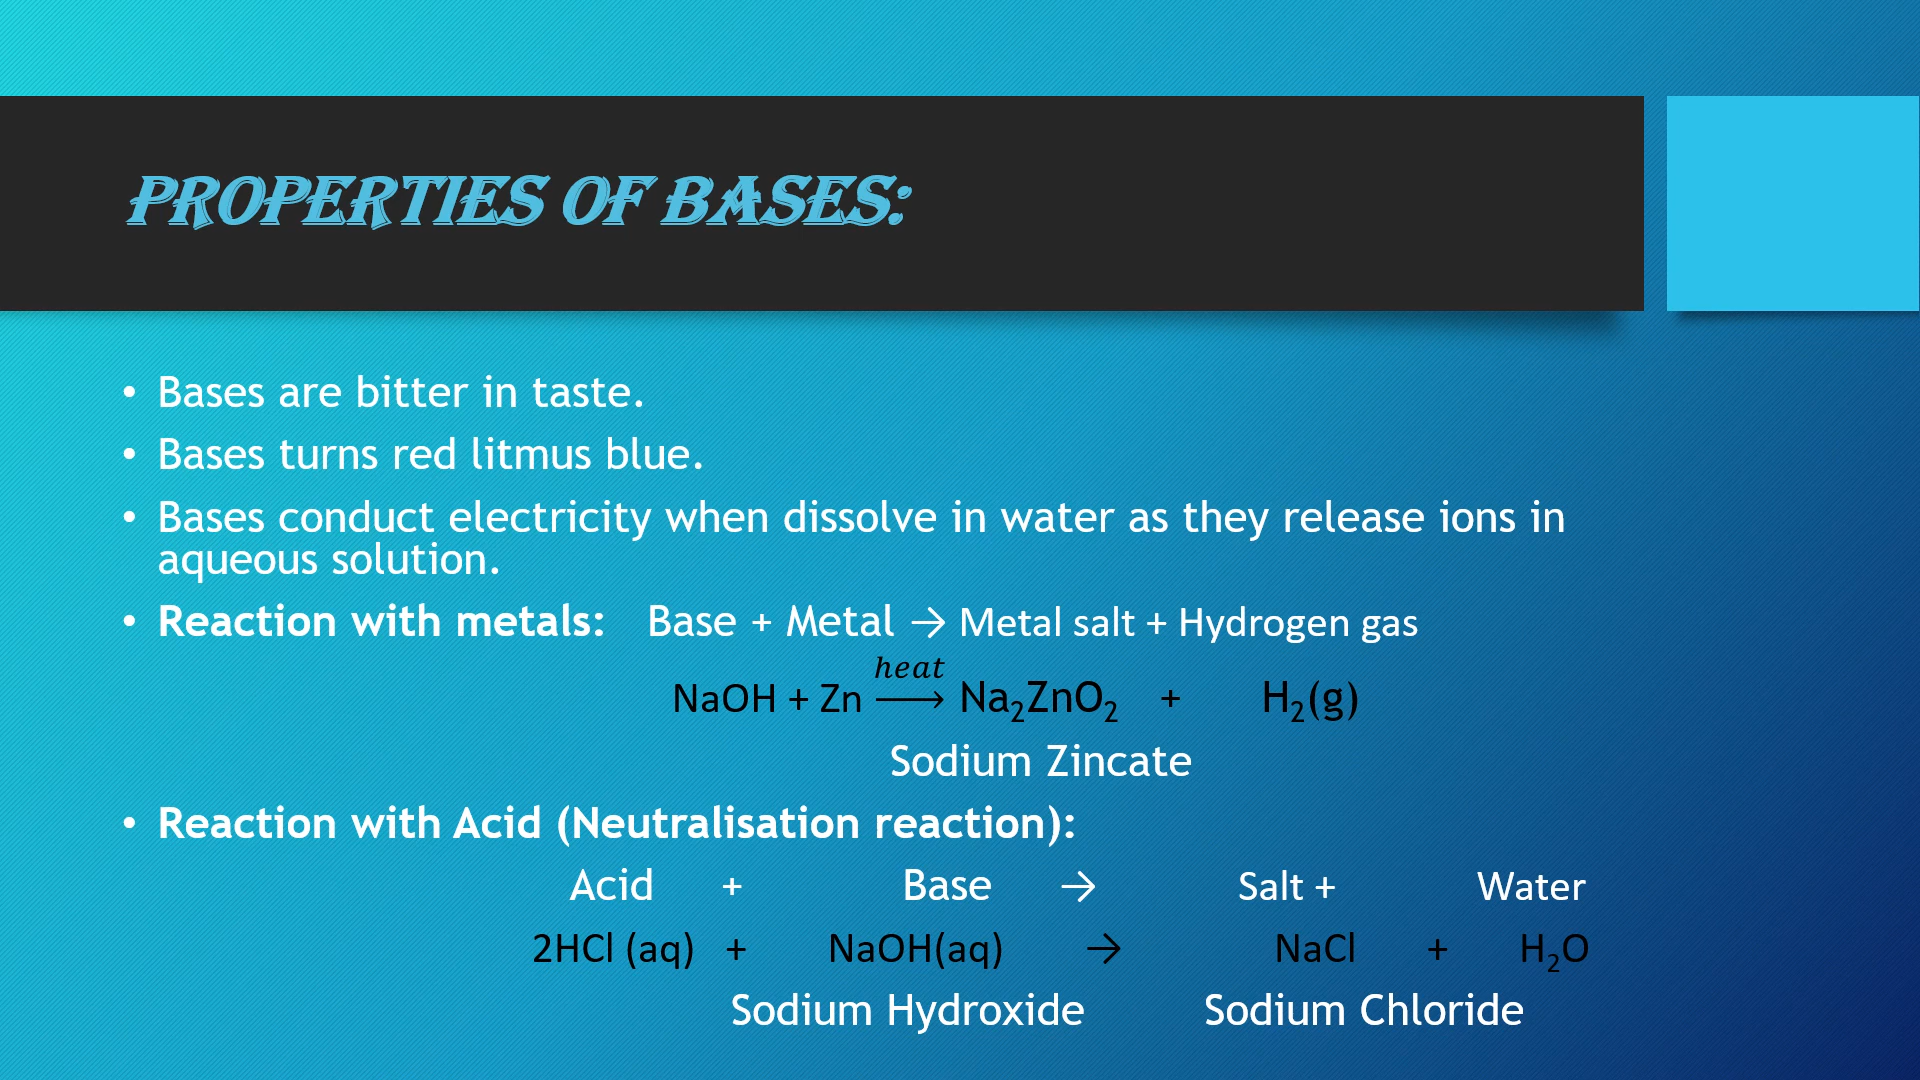 PROPERTIES OF BASES:
• Bases are bitter in taste.
• Bases turns red litmus blue.
• Bases conduct electricity when dissolve in water as they release ions in
aqueous solution.
• Reaction with metals: Base + Metal → Metal salt + Hydrogen gas
heat
NaOH + Zn ⟶ Na₂ZnO₂ + H₂(g)
Sodium Zincate
• Reaction with Acid (Neutralisation reaction):
Acid + Base → Salt + Water
2HCl (aq) + NaOH(aq) → NaCl + H₂O
Sodium Hydroxide Sodium Chloride